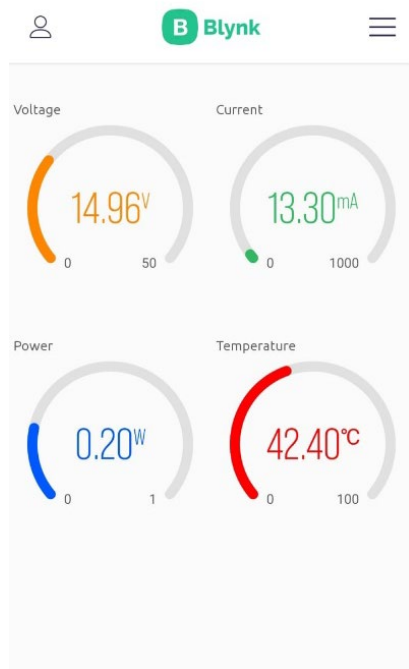 B Blynk
Voltage
14.96V
0 50
Current
13.30mA
0 1000
Power
0.20W
0 1
Temperature
42.40°C
0 100